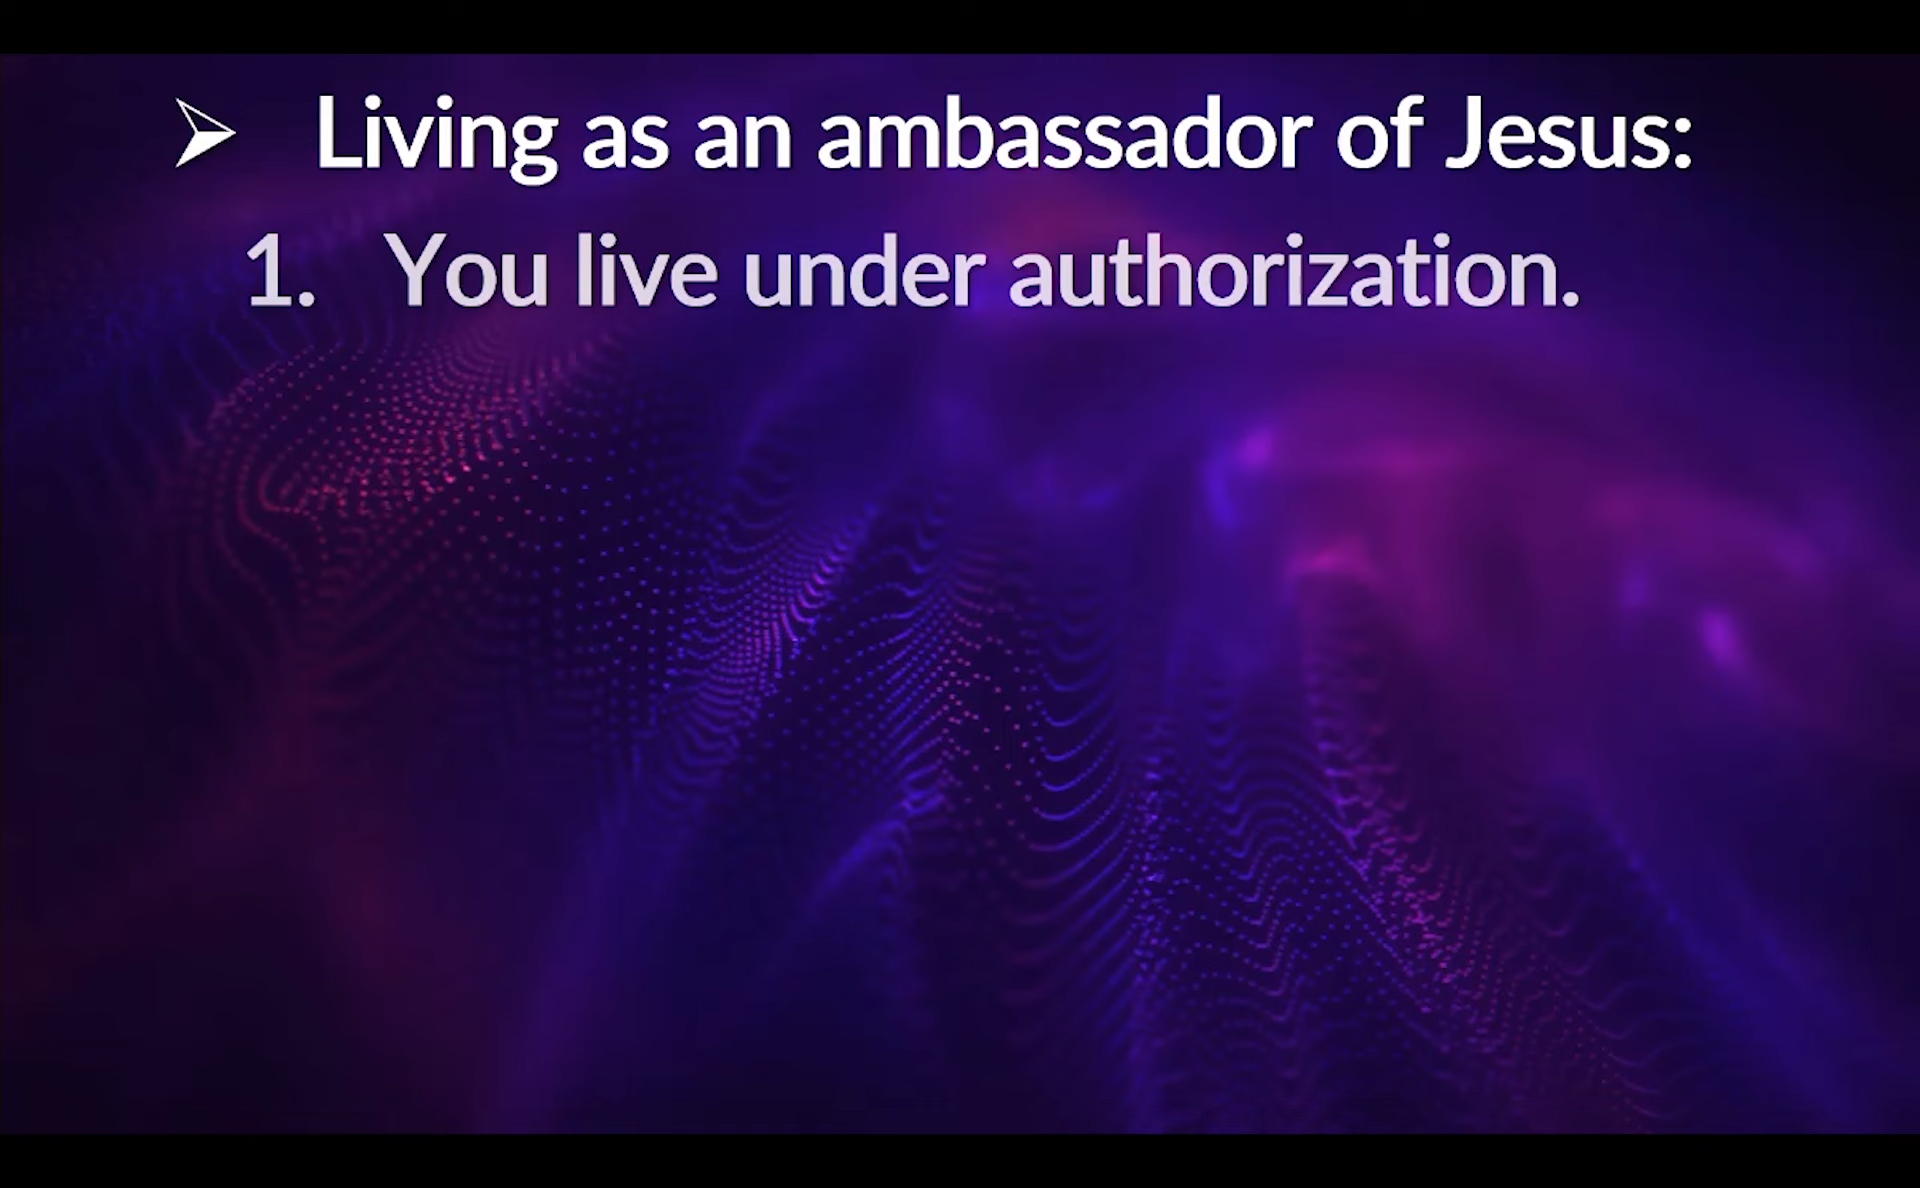 ➢ Living as an ambassador of Jesus:
1. You live under authorization.